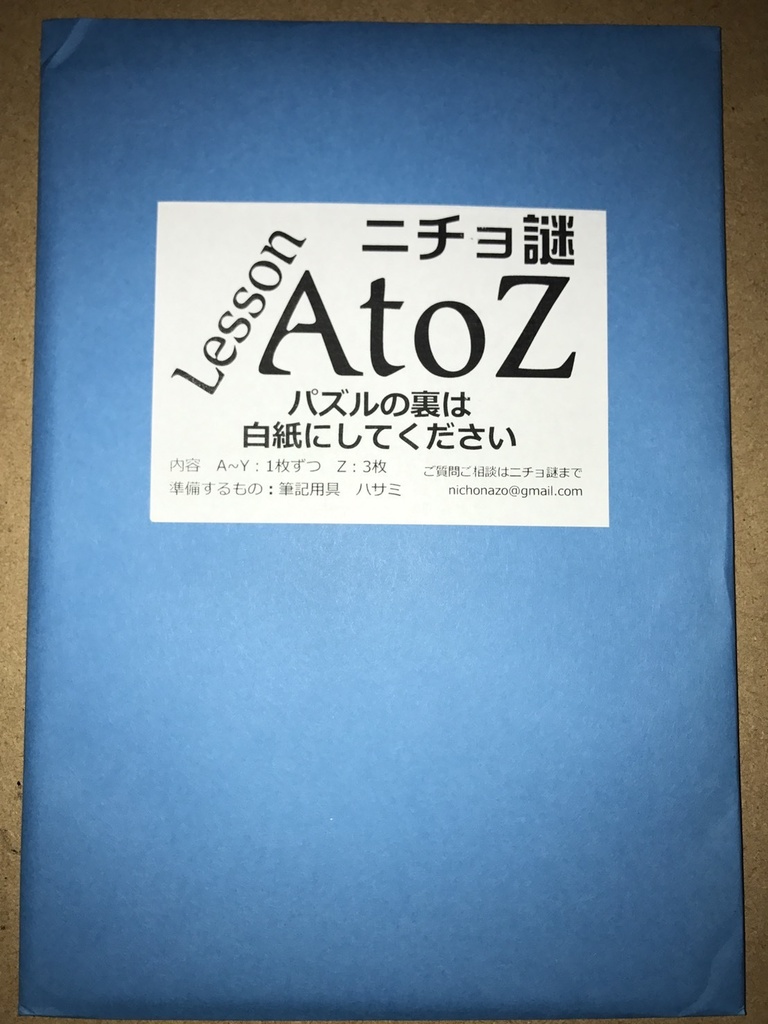 ニチョ謎
Lesson
AtoZ
パズルの裏は
白紙にしてください
内容　A~Y：1枚ずつ　Z：3枚
準備するもの：筆記用具　ハサミ
ご質問ご相談はニチョ謎まで
nichonazo@gmail.com